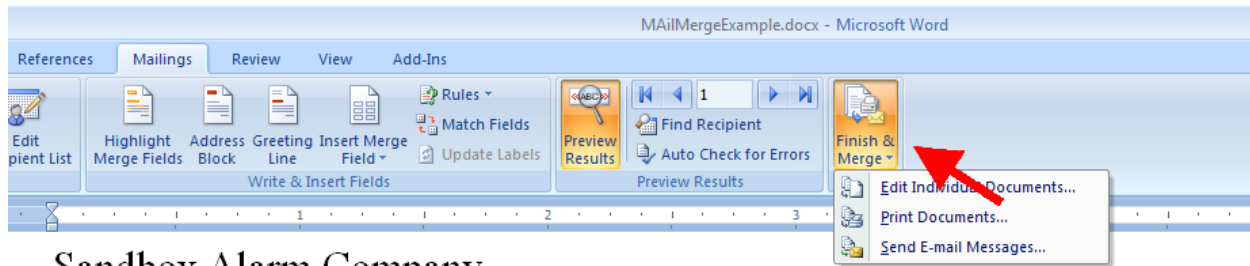 MAilMergeExample.docx - Microsoft Word
References Mailings Review View Add-Ins
Edit
pient List
Highlight
Merge Fields
Address
Block
Greeting
Line
Insert Merge
Field
Rules
Match Fields
Update Labels
Write & Insert Fields
«ABC»
Preview
Results
1
Find Recipient
Auto Check for Errors
Preview Results
Finish &
Merge
Edit Individual Documents...
Print Documents...
Send E-mail Messages...
1 2 3
Sandbox Alarm Company